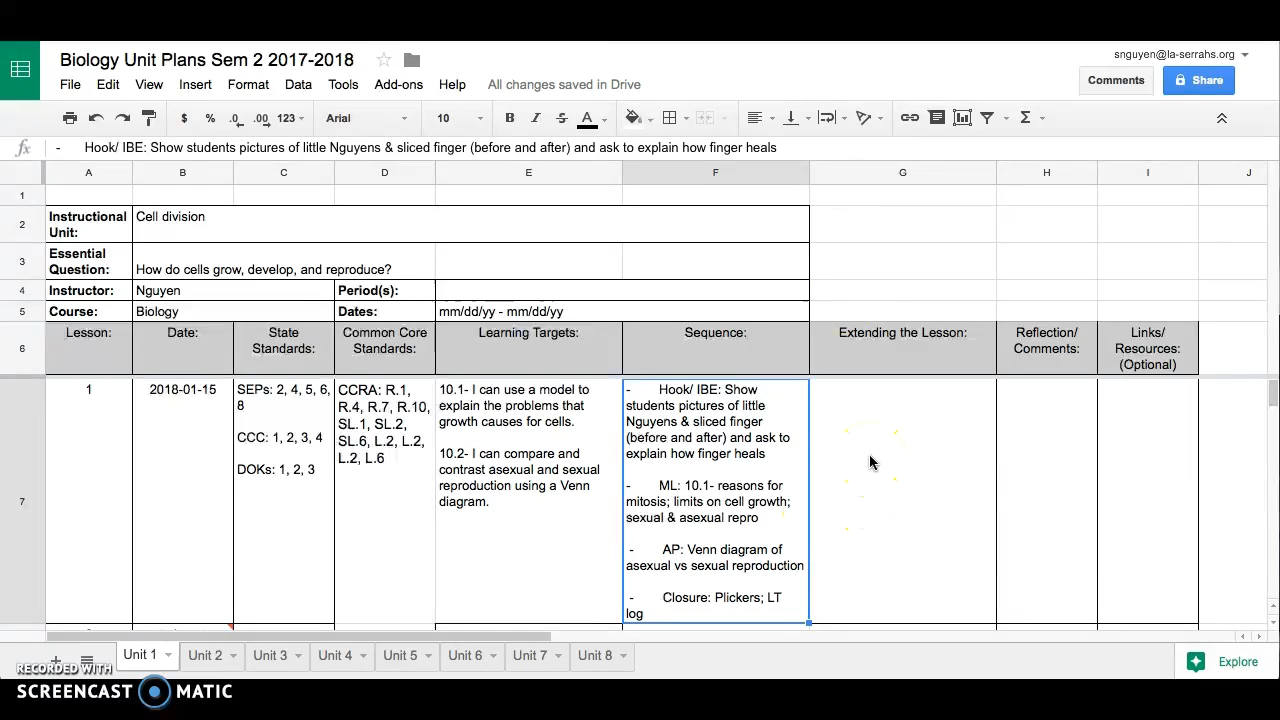 Biology Unit Plans Sem 2 2017-2018
snguyen@la-serrahs.org
File Edit View Insert Format Data Tools Add-ons Help All changes saved in Drive
Comments Share
$ % .0 .00 123 Arial 10 B I S A Σ
fx - Hook/ IBE: Show students pictures of little Nguyens & sliced finger (before and after) and ask to explain how finger heals
A B C D E F G H I J
1
2 Instructional Unit: Cell division
3 Essential Question: How do cells grow, develop, and reproduce?
4 Instructor: Nguyen Period(s):
5 Course: Biology Dates: mm/dd/yy - mm/dd/yy
6
Lesson:
Date:
State
Standards:
Common Core
Standards:
Learning Targets:
Sequence:
Extending the Lesson:
Reflection/
Comments:
Links/
Resources:
(Optional)
7
1
2018-01-15
SEPs: 2, 4, 5, 6,
8
CCC: 1, 2, 3, 4
DOKs: 1, 2, 3
CCRA: R.1,
R.4, R.7, R.10,
SL.1, SL.2,
SL.6, L.2, L.2,
L.2, L.6
10.1- I can use a model to
explain the problems that
growth causes for cells.
10.2- I can compare and
contrast asexual and sexual
reproduction using a Venn
diagram.
- Hook/ IBE: Show
students pictures of little
Nguyens & sliced finger
(before and after) and ask to
explain how finger heals
- ML: 10.1- reasons for
mitosis; limits on cell growth;
sexual & asexual repro
- AP: Venn diagram of
asexual vs sexual reproduction
- Closure: Plickers; LT
log
Unit 1 Unit 2 Unit 3 Unit 4 Unit 5 Unit 6 Unit 7 Unit 8
Explore
RECORDED WITH
SCREENCAST MATIC